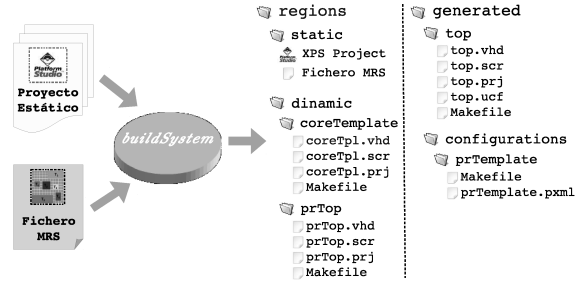 Platform
Studio
Proyecto
Estático
Fichero
MRS
buildSystem
regions
static
XPS Project
Fichero MRS
dinamic
coreTemplate
coreTpl.vhd
coreTpl.scr
coreTpl.prj
Makefile
prTop
prTop.vhd
prTop.scr
prTop.prj
Makefile
generated
top
top.vhd
top.scr
top.prj
top.ucf
Makefile
configurations
prTemplate
Makefile
prTemplate.pxml